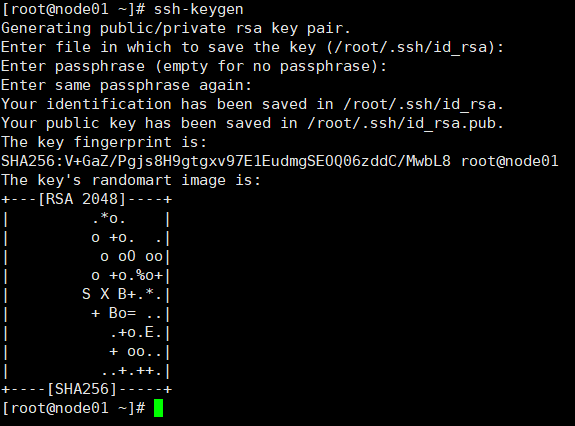 [root@node01 ~]# ssh-keygen
Generating public/private rsa key pair.
Enter file in which to save the key (/root/.ssh/id_rsa):
Enter passphrase (empty for no passphrase):
Enter same passphrase again:
Your identification has been saved in /root/.ssh/id_rsa.
Your public key has been saved in /root/.ssh/id_rsa.pub.
The key fingerprint is:
SHA256:V+GaZ/Pgjs8H9gtgxv97E1EudmgSEOQ06zddC/MwbL8 root@node01
The key's randomart image is:
+---[RSA 2048]----+
|         .*o.    |
|         o +o.  .|
|          o oO oo|
|         o +o.%o+|
|        S X B+.*.|
|         + Bo= ..|
|           .+o.E.|
|           + oo..|
|          ..+.++.|
+----[SHA256]-----+
[root@node01 ~]#